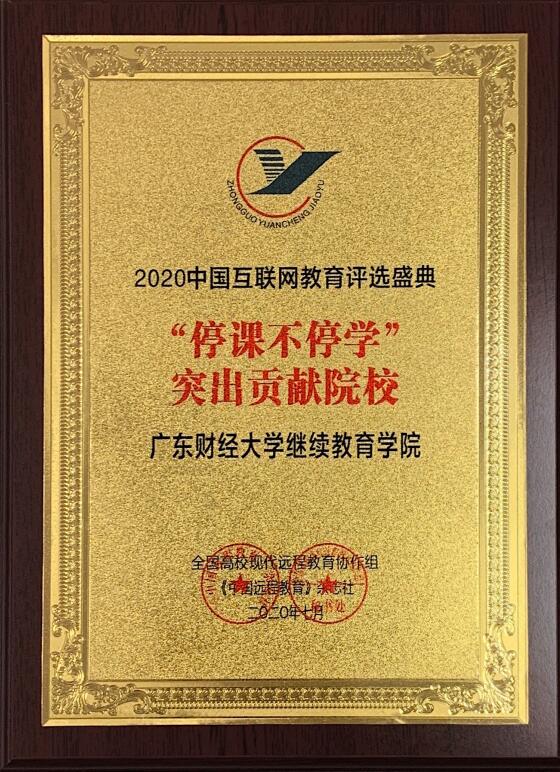 ZHONGGUO YUANCHENG JIAOYU
2020中国互联网教育评选盛典
“停课不停学”
突出贡献院校
广东财经大学继续教育学院
全国高校现代远程教育协作组
《中国远程教育》杂志社
二〇二〇年七月